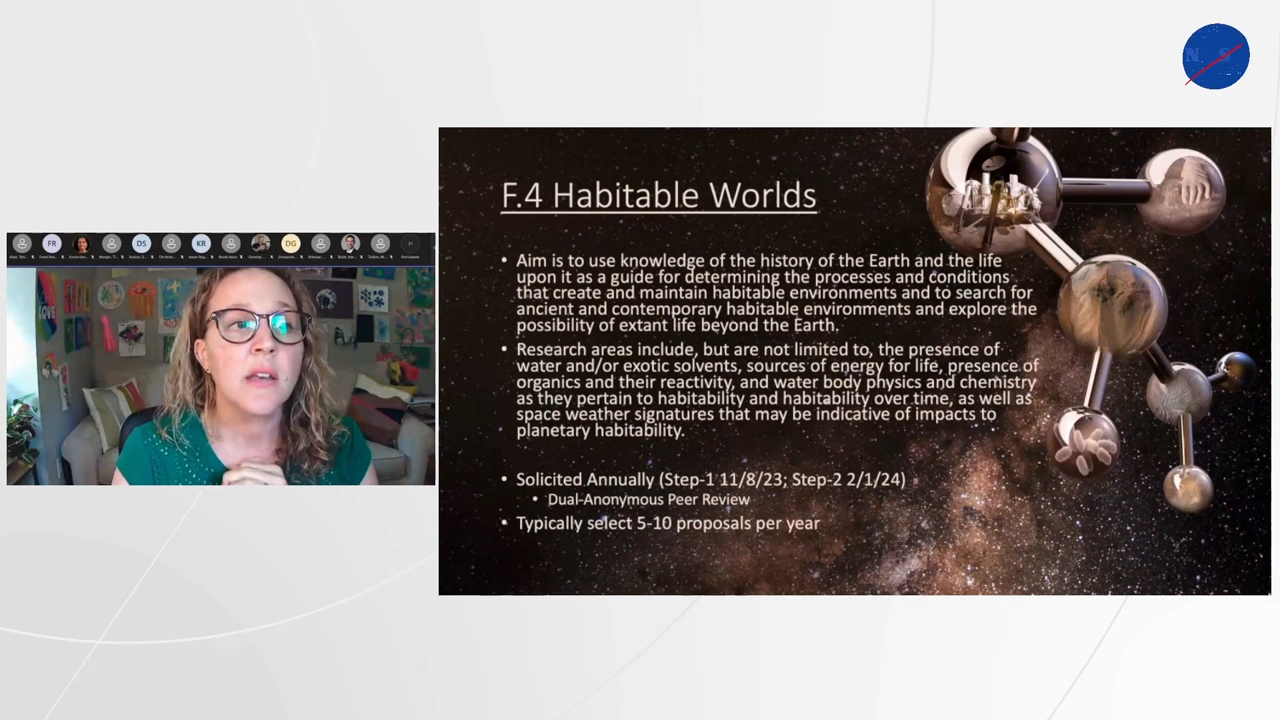 N S
FR
DS
KR
DG
F.4 Habitable Worlds
• Aim is to use knowledge of the history of the Earth and the life
upon it as a guide for determining the processes and conditions
that create and maintain habitable environments and to search for
ancient and contemporary habitable environments and explore the
possibility of extant life beyond the Earth.
• Research areas include, but are not limited to, the presence of
water and/or exotic solvents, sources of energy for life, presence of
organics and their reactivity, and water body physics and chemistry
as they pertain to habitability and habitability over time, as well as
space weather signatures that may be indicative of impacts to
planetary habitability.
• Solicited Annually (Step-1 11/8/23; Step-2 2/1/24)
• Dual-Anonymous Peer Review
• Typically select 5-10 proposals per year